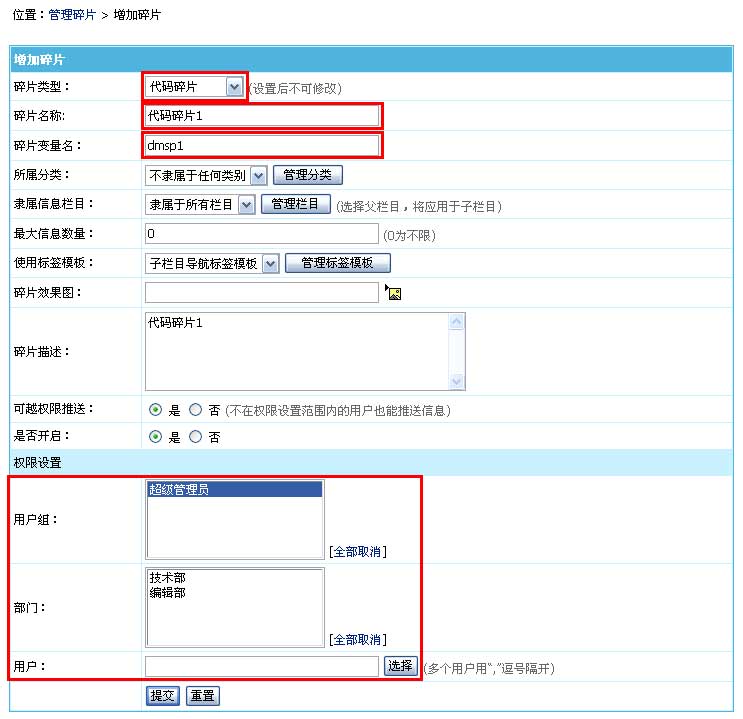 位置：管理碎片 > 增加碎片
增加碎片
碎片类型： 代码碎片 (设置后不可修改)
碎片名称: 代码碎片1
碎片变量名： dmsp1
所属分类： 不隶属于任何类别 管理分类
隶属信息栏目： 隶属于所有栏目 管理栏目 (选择父栏目，将应用于子栏目)
最大信息数量： 0 (0为不限)
使用标签模板： 子栏目导航标签模板 管理标签模板
碎片效果图：
碎片描述： 代码碎片1
可越权限推送： 是 否 (不在权限设置范围内的用户也能推送信息)
是否开启： 是 否
权限设置
用户组： 超级管理员 [全部取消]
部门： 技术部
编辑部
[全部取消]
用户： 选择 (多个用户用“,”逗号隔开)
提交 重置